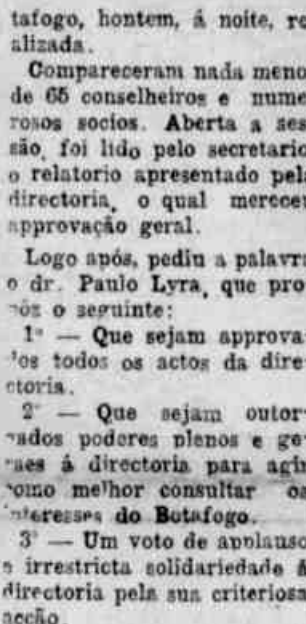 tafogo, hontem, á noite, re
alizada.
Compareceram nada meno
de 65 conselheiros e nume
rosos socios. Aberta a ses
são, foi lido pelo secretario
o relatorio apresentado pela
directoria, o qual mereceu
approvação geral.
Logo após, pediu a palavra
o dr. Paulo Lyra, que pro
pôz o seguinte:
1° — Que sejam approva
dos todos os actos da dire
ctoria.
2° — Que sejam outor
gados poderes plenos e ge
raes á directoria para agir
como melhor consultar os
interesses do Botafogo.
3° — Um voto de applauso
e irrestricta solidariedade á
directoria pela sua criteriosa
acção